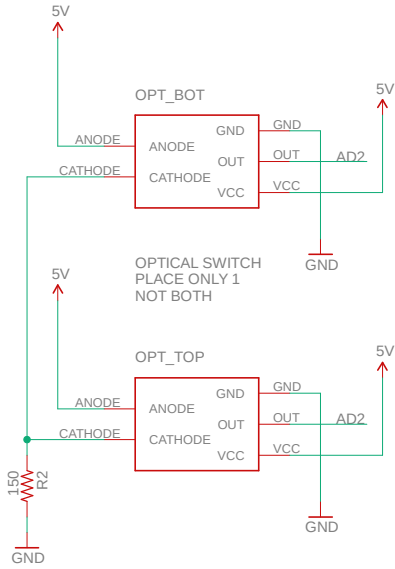 5V
OPT_BOT
5V
ANODE
ANODE
GND
GND
CATHODE
CATHODE
OUT
OUT
AD2
VCC
VCC
GND
OPTICAL SWITCH
PLACE ONLY 1
NOT BOTH
5V
OPT_TOP
5V
ANODE
ANODE
GND
GND
CATHODE
CATHODE
OUT
OUT
AD2
VCC
VCC
150
R2
GND
GND